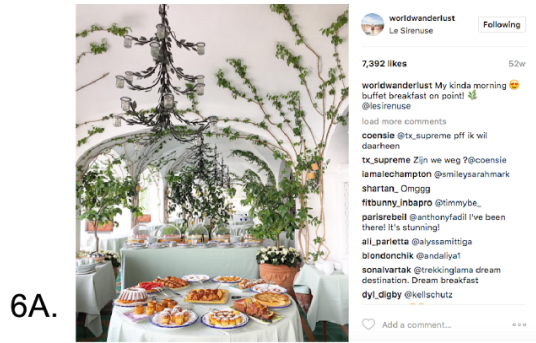 worldwanderlust
Le Sirenuse
Following
7,392 likes
52w
worldwanderlust My kinda morning 😍
buffet breakfast on point! 🌿
@lesirenuse
load more comments
coensie @tx_supreme pff ik wil
daarheen
tx_supreme Zijn we weg ?@coensie
iamalechampton @smileysarahmark
shartan_ Omggg
fitbunny_inbapro @timmybe_
parisrebeil @anthonyfadil I've been
there! It's stunning!
ali_parletta @alyssamittiga
blondonchik @andaliya1
sonalvartak @trekkinglama dream
destination. Dream breakfast
dyl_digby @kellschutz
Add a comment...
6A.